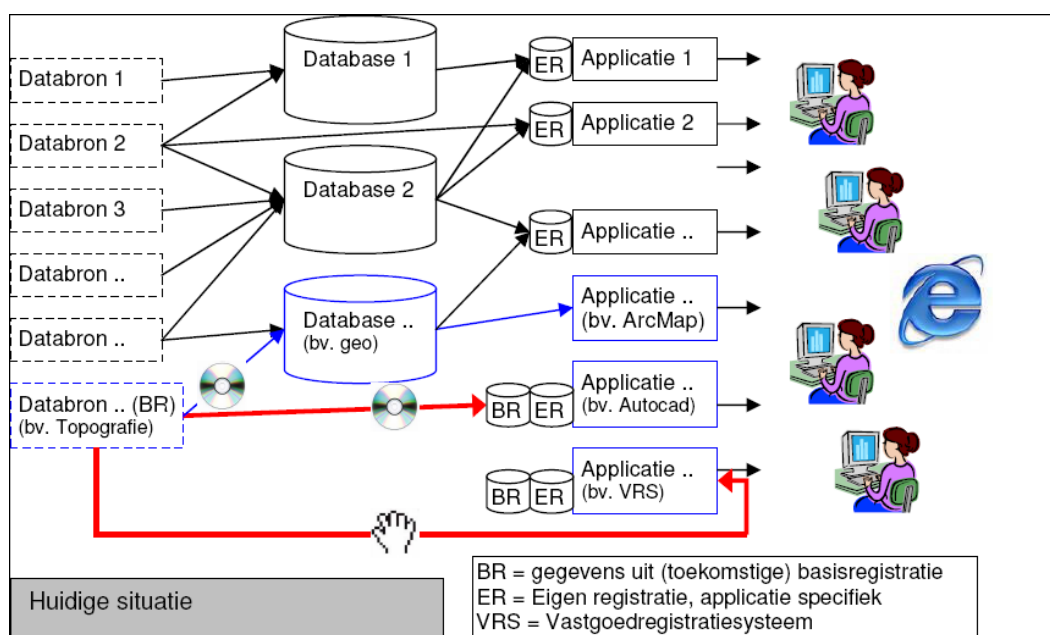 Databron 1
Databron 2
Databron 3
Databron ..
Databron ..
Databron .. (BR)
(bv. Topografie)
Database 1
Database 2
Database ..
(bv. geo)
ER
Applicatie 1
ER
Applicatie 2
ER
Applicatie ..
Applicatie ..
(bv. ArcMap)
BR
ER
Applicatie ..
(bv. Autocad)
BR
ER
Applicatie ..
(bv. VRS)
Huidige situatie
BR = gegevens uit (toekomstige) basisregistratie
ER = Eigen registratie, applicatie specifiek
VRS = Vastgoedregistratiesysteem